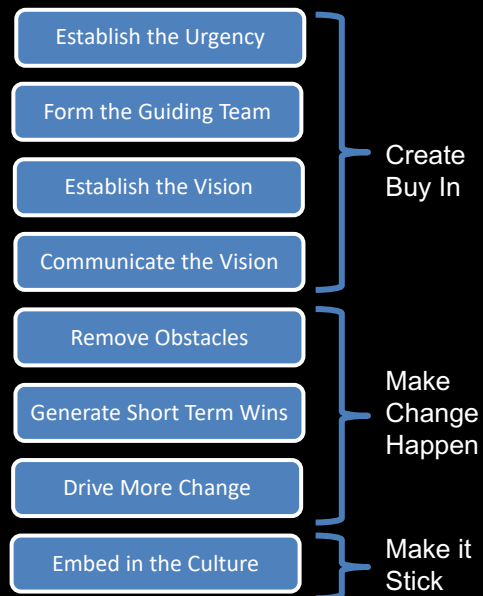 Establish the Urgency
Form the Guiding Team
Establish the Vision
Communicate the Vision
Create
Buy In
Remove Obstacles
Generate Short Term Wins
Drive More Change
Make
Change
Happen
Embed in the Culture
Make it
Stick